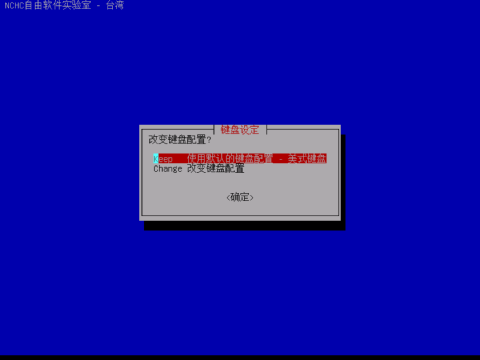 NCHC自由软件实验室 - 台湾
键盘设定
改变键盘配置?
Keep 使用默认的键盘配置 - 美式键盘
Change 改变键盘配置
<确定>